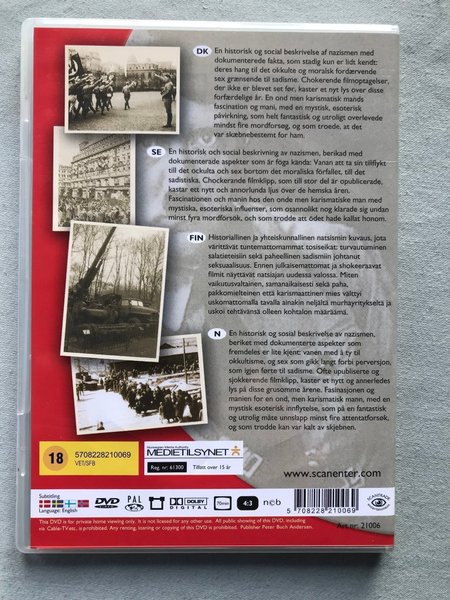 DK En historisk og social beskrivelse af nazismen med
dokumenterede fakta, som stadig kun er lidt kendt:
deres hang til det okkulte og moralsk fordærvende
sex grænsende til sadisme. Chokerende filmoptagelser,
der ikke er blevet set før, kaster et nyt lys over disse
forfærdelige år. En ond men karismatisk mands
fascination og mani, med en mystisk, esoterisk
påvirkning, som helt fantastisk og utroligt overlevede
mindst fire mordforsøg, og som troede, at det
var skæbnebestemt for ham.
SE En historisk och social beskrivning av nazismen, berikad med
dokumenterade aspekter som är föga kända: Vanan att ta sin tillflykt
till det ockulta och sex bortom det moraliska förfallet, till det
sadistiska. Chockerande filmklipp, som till stor del är opublicerade,
kastar ett nytt och annorlunda ljus över de hemska åren.
Fascinationen och manin hos den onde men karismatiske man med
mystiska, esoteriska influenser, som osannolikt nog klarade sig undan
minst fyra mordförsök, och som trodde att ödet hade kallat honom.
FIN Historiallinen ja yhteiskunnallinen natsismin kuvaus, jota
värittävät tuntemattomammat tosiseikat: turvautuminen
salatieteisiin sekä paheellinen sadismiin johtanut
seksuaalisuus. Ennen julkaisemattomat ja shokeeraavat
filmit näyttävät natsiajan uudessa valossa. Miten
vaikutusvaltainen, samanaikaisesti sekä paha,
pakkomielteinen että karismaattinen mies välttyi
uskomattomalla tavalla ainakin neljältä murhayritykseltä ja
uskoi tehtävänsä olleen kohtalon määräämä.
N En historisk og sosial beskrivelse av nazismen,
beriket med dokumenterte aspekter som
fremdeles er lite kjent: vanen med å ty til
okkultisme, og sex som gikk langt forbi perversjon,
som igjen førte til sadisme. Ofte upubliserte og
sjokkerende filmklipp, kaster et nytt og annerledes
lys på disse grusomme årene. Fasinasjonen og
manien for en ond, men karismatisk mann, med en
mystisk esoterisk innflytelse, som på en fantastisk
og utrolig måte unnslapp minst fire attentatforsøk,
og som trodde kan var kalt av skjebnen.
18
5708228210069
VET/SFB
Norwegian Media Authority
MEDIETILSYNET
Reg. nr: 61300 Tillatt over 15 år
www.scanenter.com
Subtitling
Language: English
DVD VIDEO
PAL
DOLBY
DIGITAL
70min
4:3
ncb
5 708228 210069
SCANTRADE
This DVD is for private home viewing only. It is not licensed for any other use. All public showing of this DVD, including
via Cable-TV.etc. is prohibited. Any renting, loaning or copying of this DVD is prohibited. Publisher Peter Buch Andersen.
Art nr: 21006